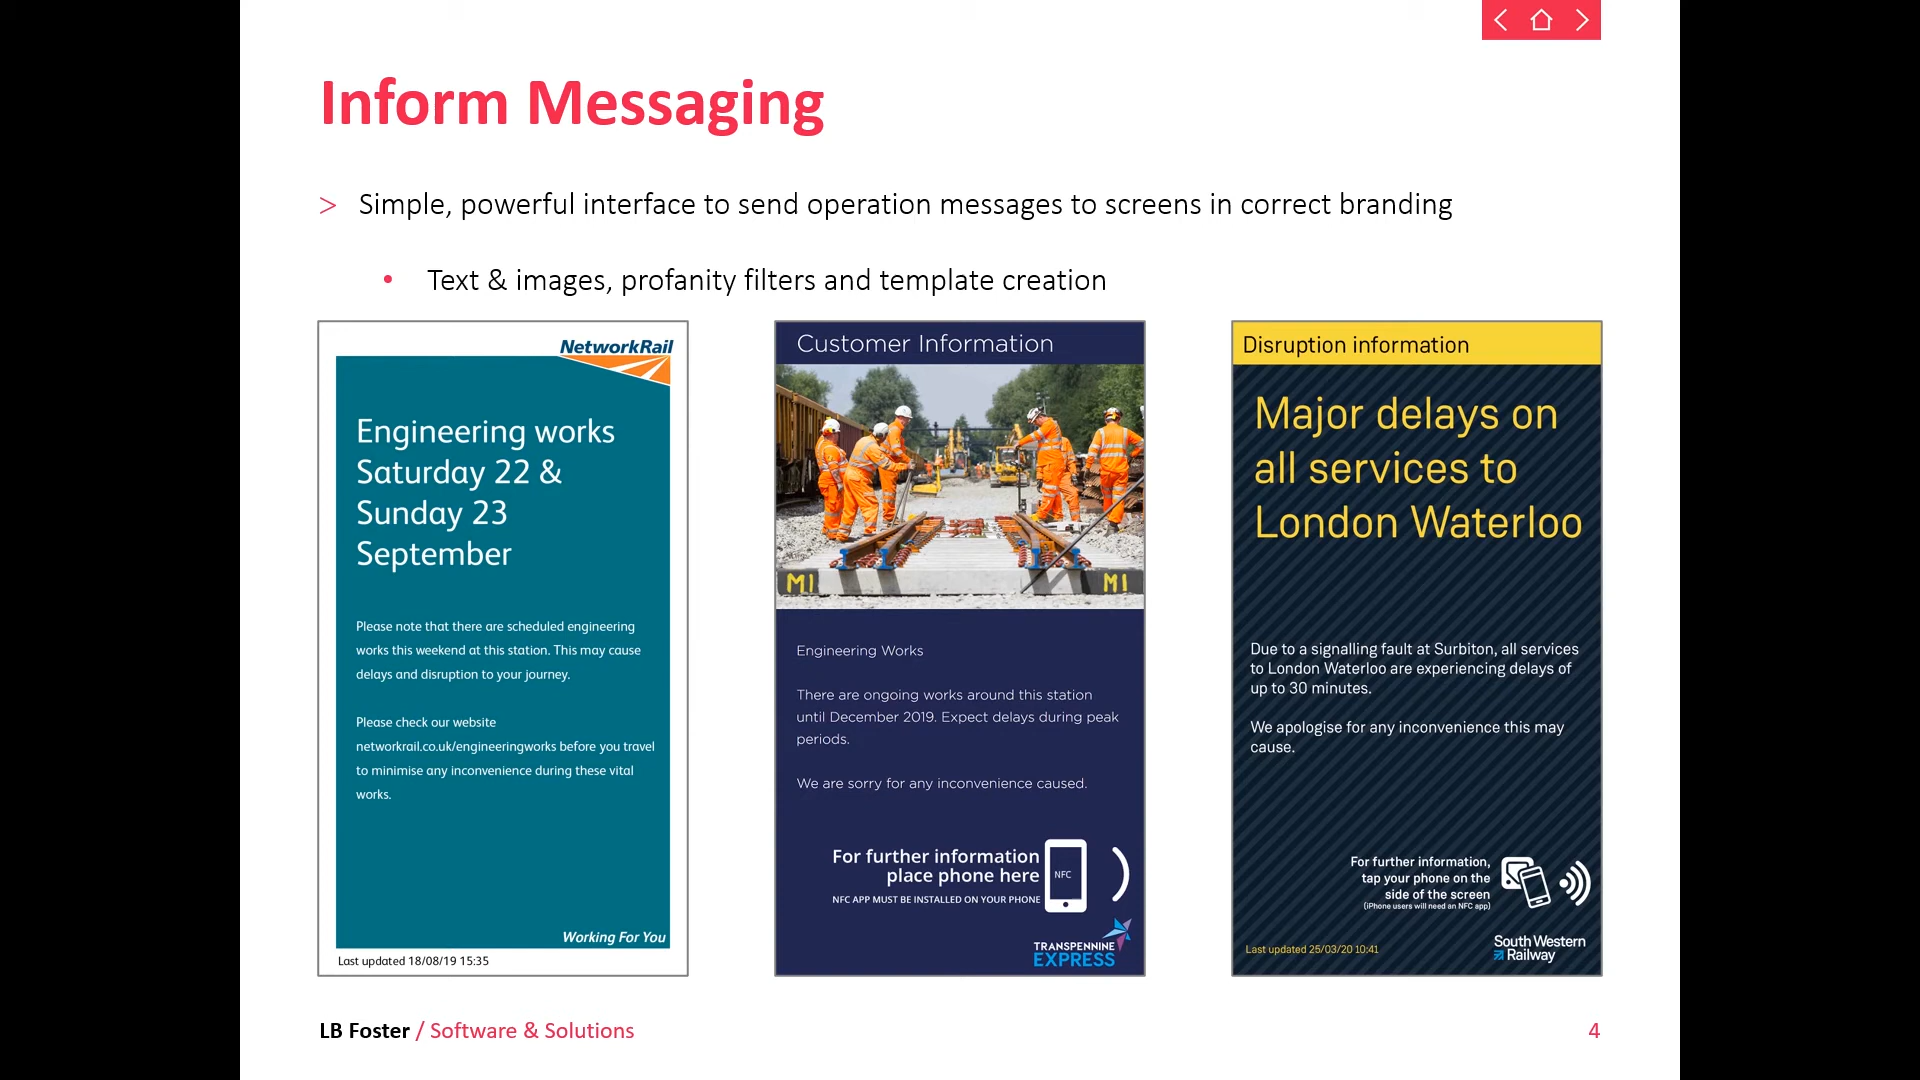 Inform Messaging
> Simple, powerful interface to send operation messages to screens in correct branding
• Text & images, profanity filters and template creation
NetworkRail
Engineering works
Saturday 22 &
Sunday 23
September
Please note that there are scheduled engineering
works this weekend at this station. This may cause
delays and disruption to your journey.
Please check our website
networkrail.co.uk/engineeringworks before you travel
to minimise any inconvenience during these vital
works.
Working For You
Last updated 18/08/19 15:35
Customer Information
M1
M1
Engineering Works
There are ongoing works around this station
until December 2019. Expect delays during peak
periods.
We are sorry for any inconvenience caused.
For further information
place phone here
NFC
NFC APP MUST BE INSTALLED ON YOUR PHONE
TRANSPENNINE
EXPRESS
Disruption information
Major delays on
all services to
London Waterloo
Due to a signalling fault at Surbiton, all services
to London Waterloo are experiencing delays of
up to 30 minutes.
We apologise for any inconvenience this may
cause.
For further information,
tap your phone on the
side of the screen
(iPhone users will need an NFC app)
Last updated 25/03/20 10:41
South Western
Railway
LB Foster / Software & Solutions
4